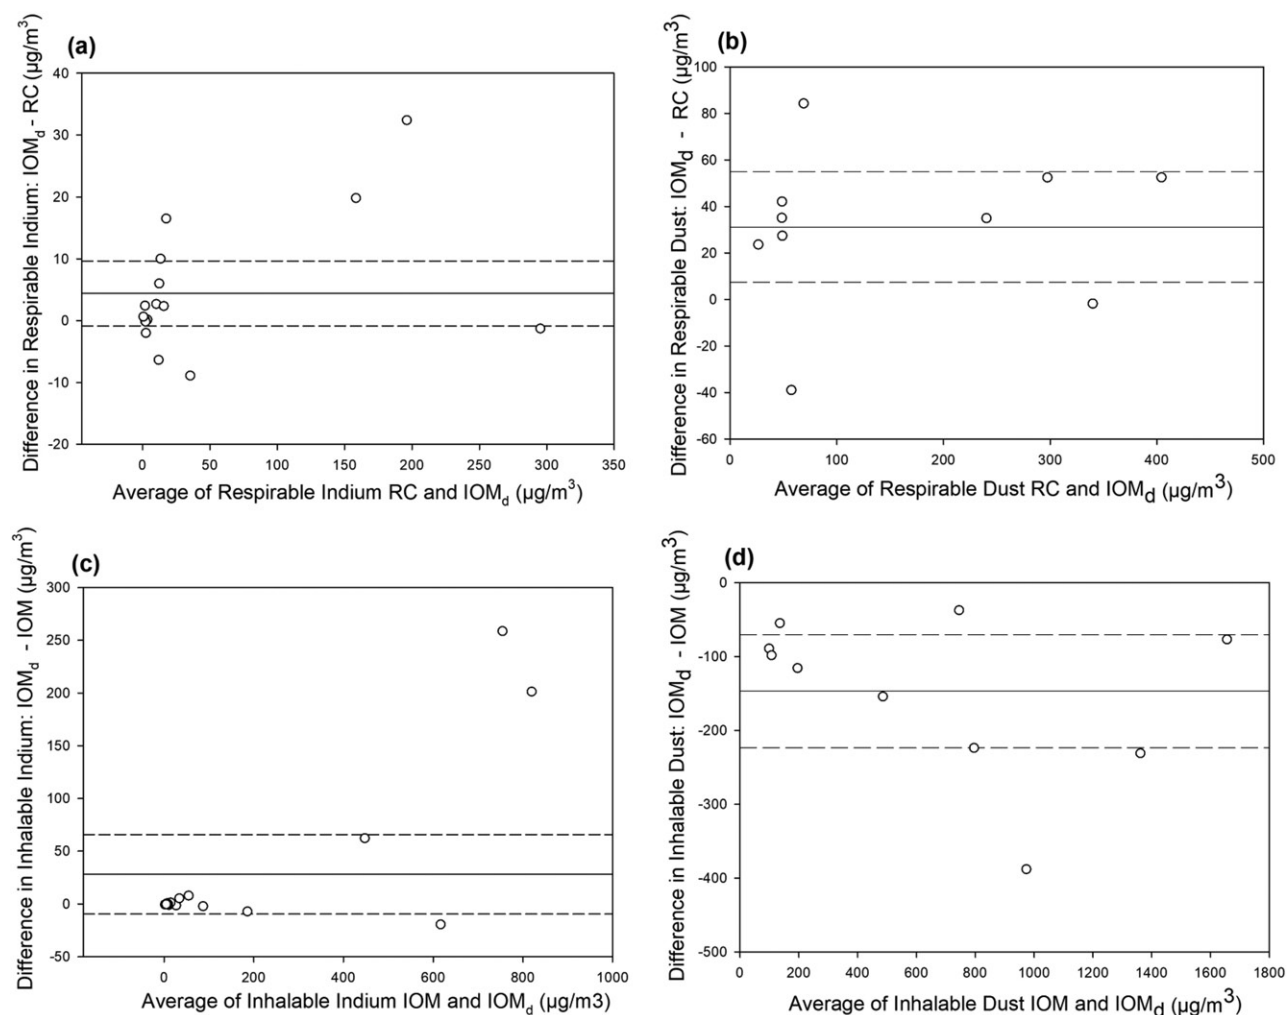 (a)
Difference in Respirable Indium: IOMd - RC (µg/m³)
40
30
20
10
0
-10
-20
0 50 100 150 200 250 300 350
Average of Respirable Indium RC and IOMd (µg/m³)
(b)
Difference in Respirable Dust: IOMd - RC (µg/m³)
100
80
60
40
20
0
-20
-40
-60
0 100 200 300 400 500
Average of Respirable Dust RC and IOMd (µg/m³)
(c)
Difference in Inhalable Indium: IOMd - IOM (µg/m³)
300
250
200
150
100
50
0
-50
0 200 400 600 800 1000
Average of Inhalable Indium IOM and IOMd (µg/m3)
(d)
Difference in Inhalable Dust: IOMd - IOM (µg/m³)
0
-100
-200
-300
-400
-500
0 200 400 600 800 1000 1200 1400 1600 1800
Average of Inhalable Dust IOM and IOMd (µg/m³)